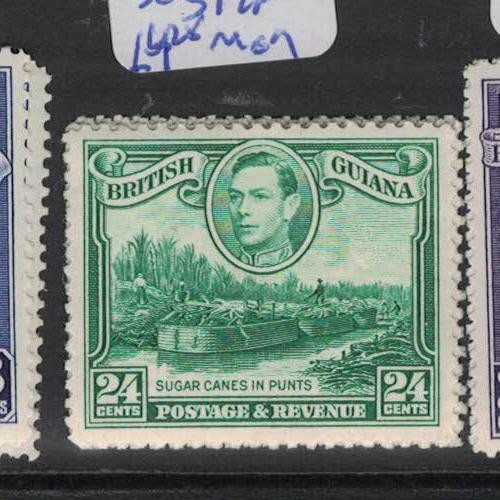 BRITISH GUIANA
SUGAR CANES IN PUNTS
24 CENTS 24 CENTS
POSTAGE & REVENUE